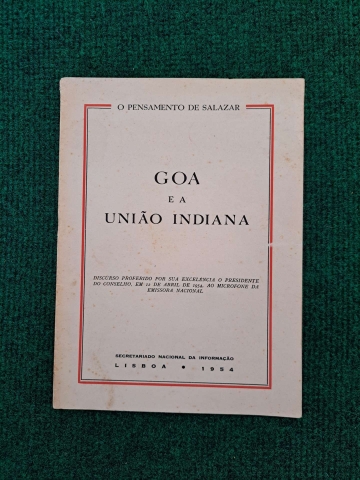 O PENSAMENTO DE SALAZAR
GOA
E A
UNIÃO INDIANA
DISCURSO PROFERIDO POR SUA EXCELÊNCIA O PRESIDENTE
DO CONSELHO, EM 12 DE ABRIL DE 1954, AO MICROFONE DA
EMISSORA NACIONAL
SECRETARIADO NACIONAL DA INFORMAÇÃO
LISBOA • 1954